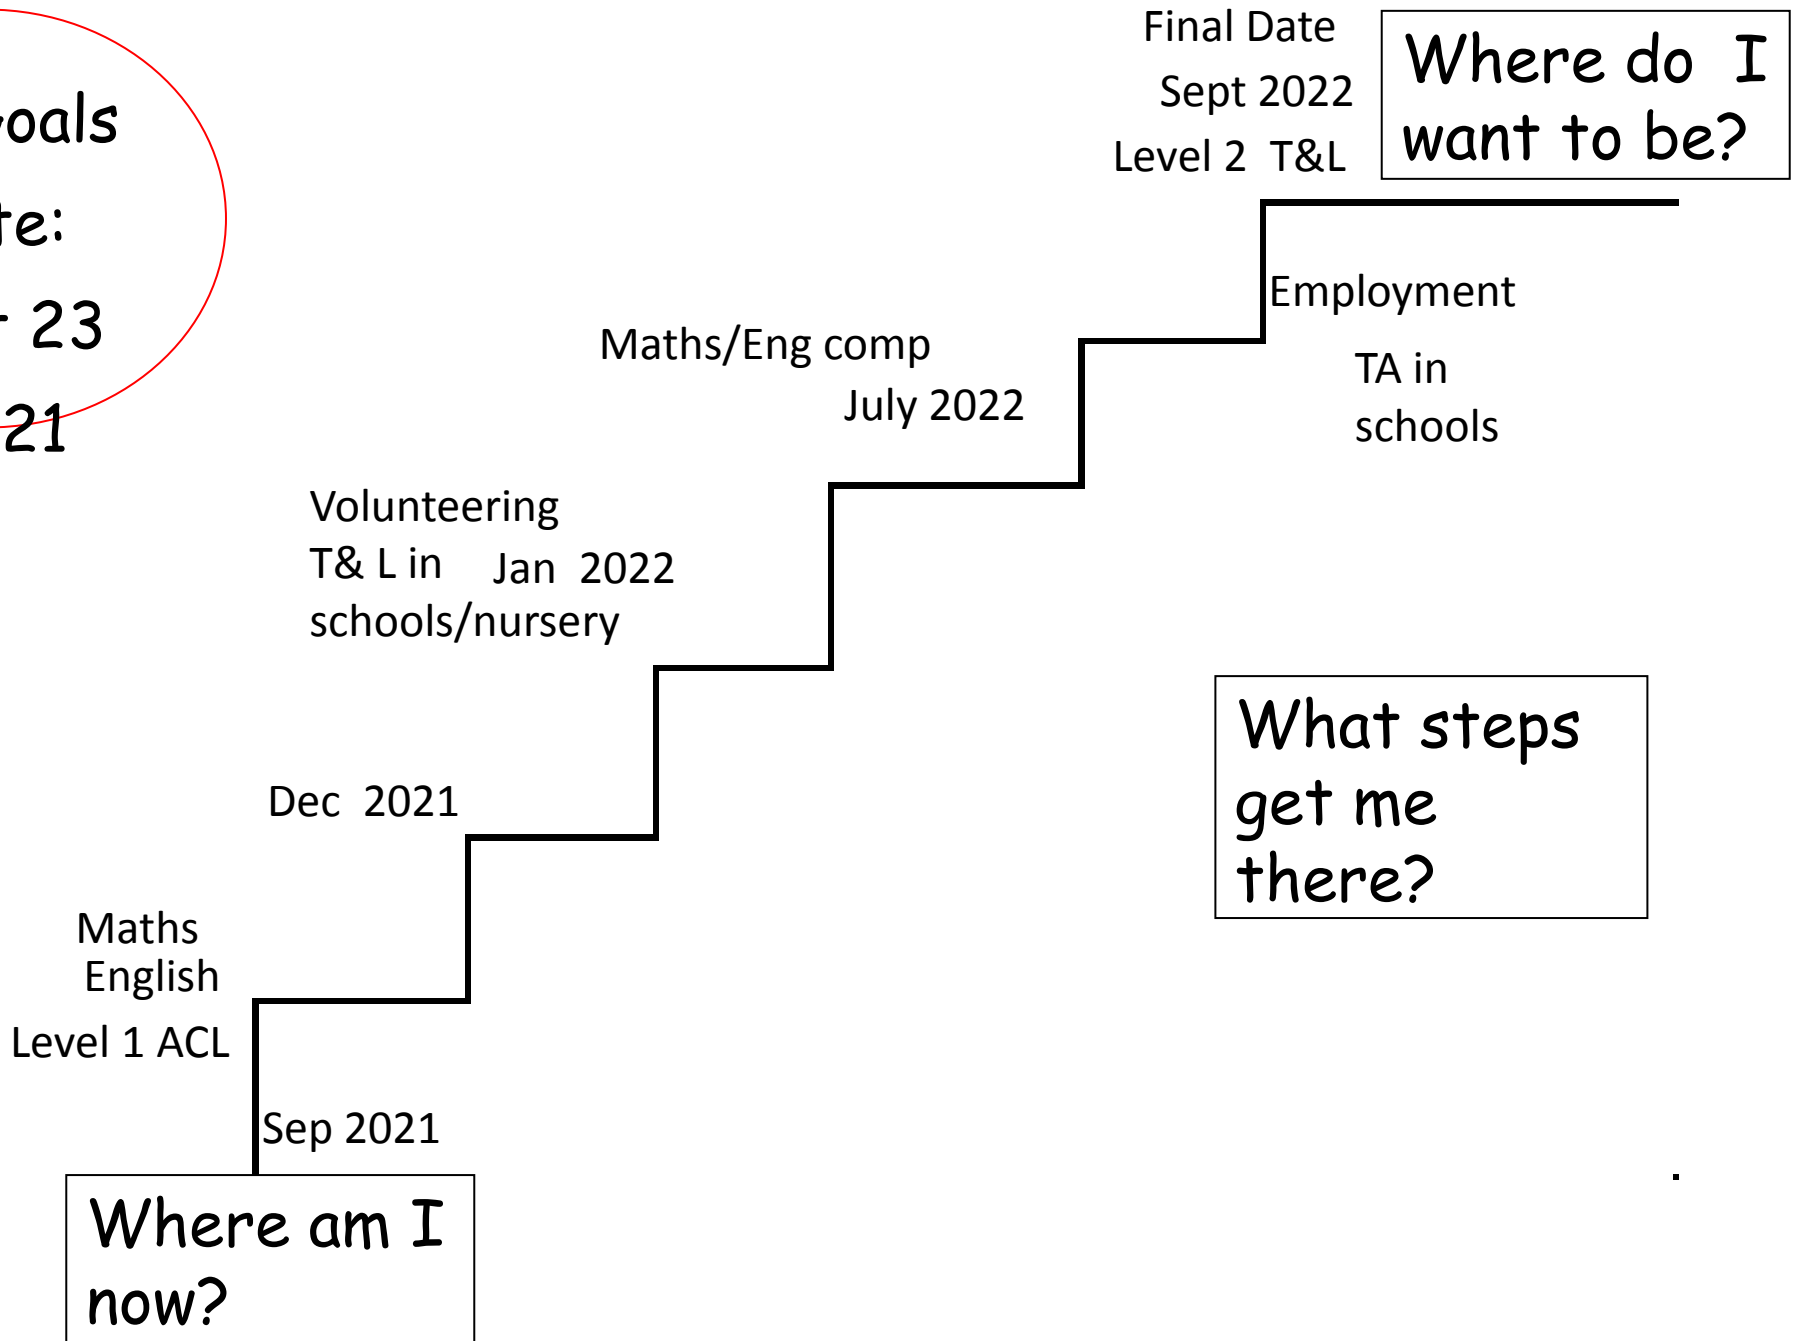 Final Date
Sept 2022
Level 2 T&L
Where do I
want to be?
23
21
Employment
TA in
schools
Maths/Eng comp
July 2022
Volunteering
T& L in Jan 2022
schools/nursery
What steps
get me
there?
Dec 2021
Maths
English
Level 1 ACL
Sep 2021
Where am I
now?